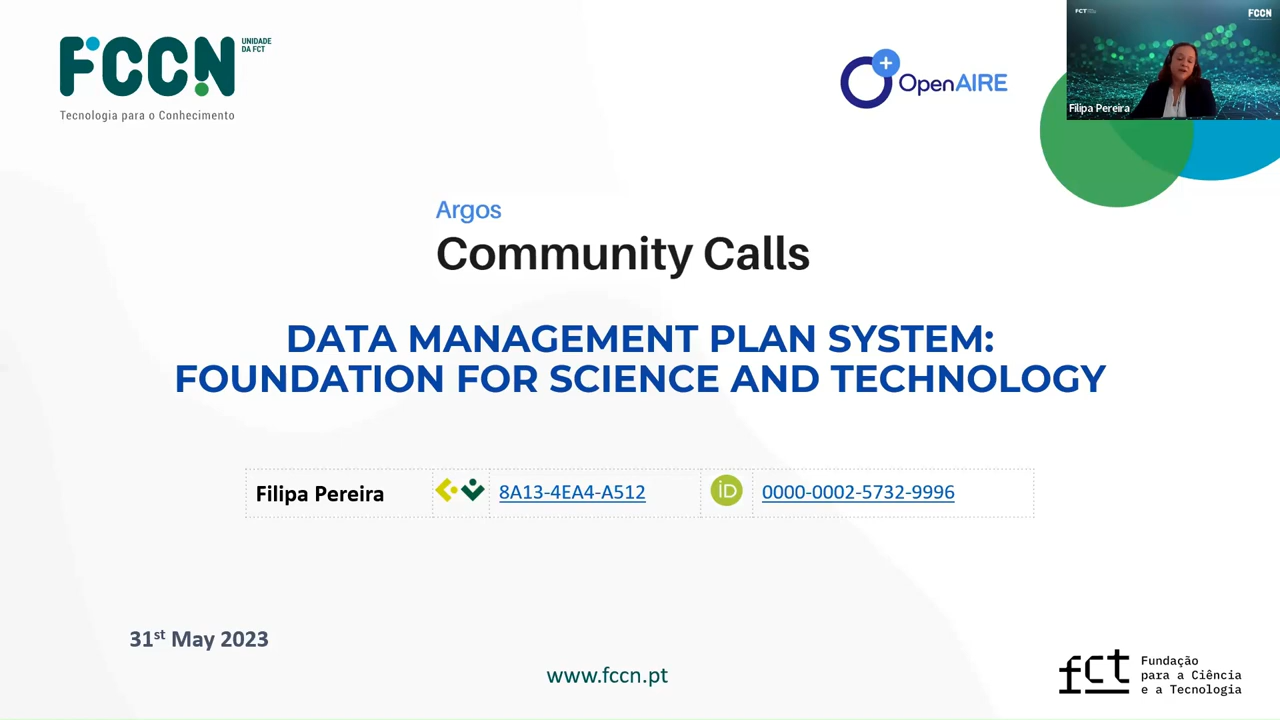 FCCN
UNIDADE
DA FCT
Tecnologia para o Conhecimento
OpenAIRE
FCT
FCCN
Filipa Pereira
Argos
Community Calls
DATA MANAGEMENT PLAN SYSTEM:
FOUNDATION FOR SCIENCE AND TECHNOLOGY
Filipa Pereira
8A13-4EA4-A512
iD
0000-0002-5732-9996
31st May 2023
www.fccn.pt
fct
Fundação
para a Ciência
e a Tecnologia